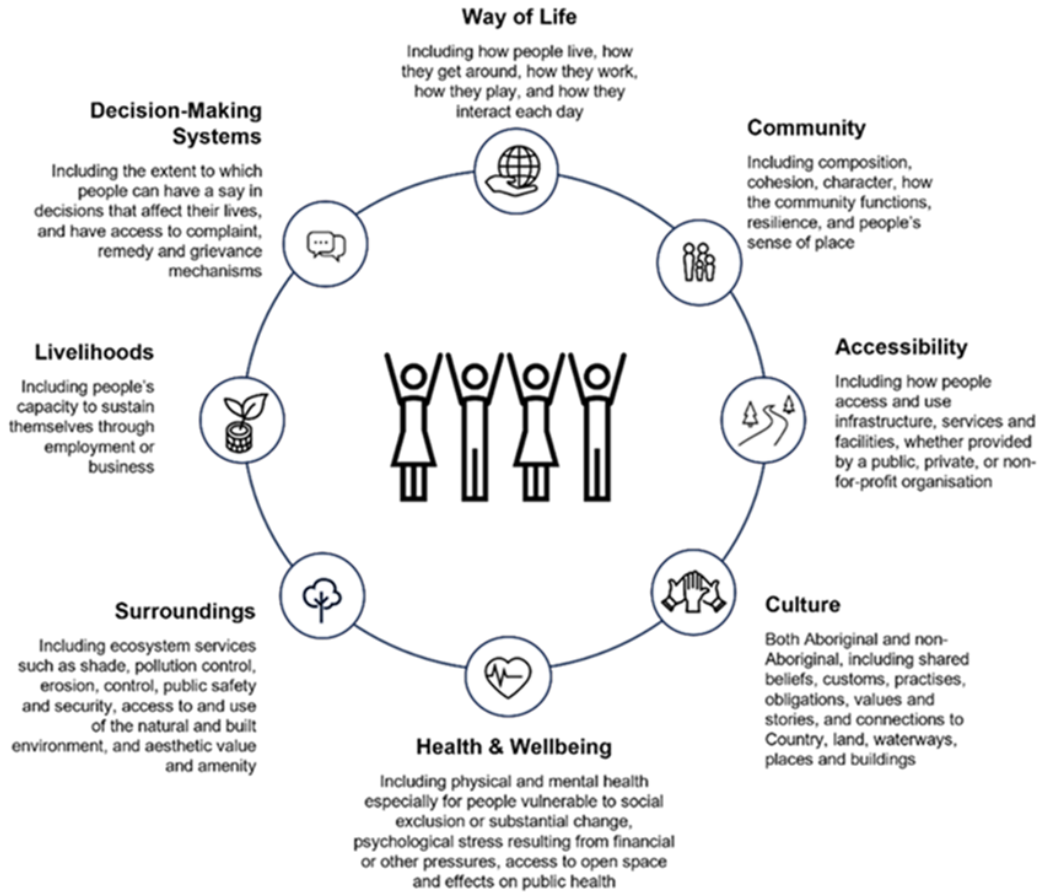 Way of Life
Including how people live, how
they get around, how they work,
how they play, and how they
interact each day
Community
Including composition,
cohesion, character, how
the community functions,
resilience, and people's
sense of place
Accessibility
Including how people
access and use
infrastructure, services and
facilities, whether provided
by a public, private, or non-
for-profit organisation
Culture
Both Aboriginal and non-
Aboriginal, including shared
beliefs, customs, practises,
obligations, values and
stories, and connections to
Country, land, waterways,
places and buildings
Health & Wellbeing
Including physical and mental health
especially for people vulnerable to social
exclusion or substantial change,
psychological stress resulting from financial
or other pressures, access to open space
and effects on public health
Surroundings
Including ecosystem services
such as shade, pollution control,
erosion, control, public safety
and security, access to and use
of the natural and built
environment, and aesthetic value
and amenity
Livelihoods
Including people's
capacity to sustain
themselves through
employment or
business
Decision-Making
Systems
Including the extent to which
people can have a say in
decisions that affect their lives,
and have access to complaint,
remedy and grievance
mechanisms